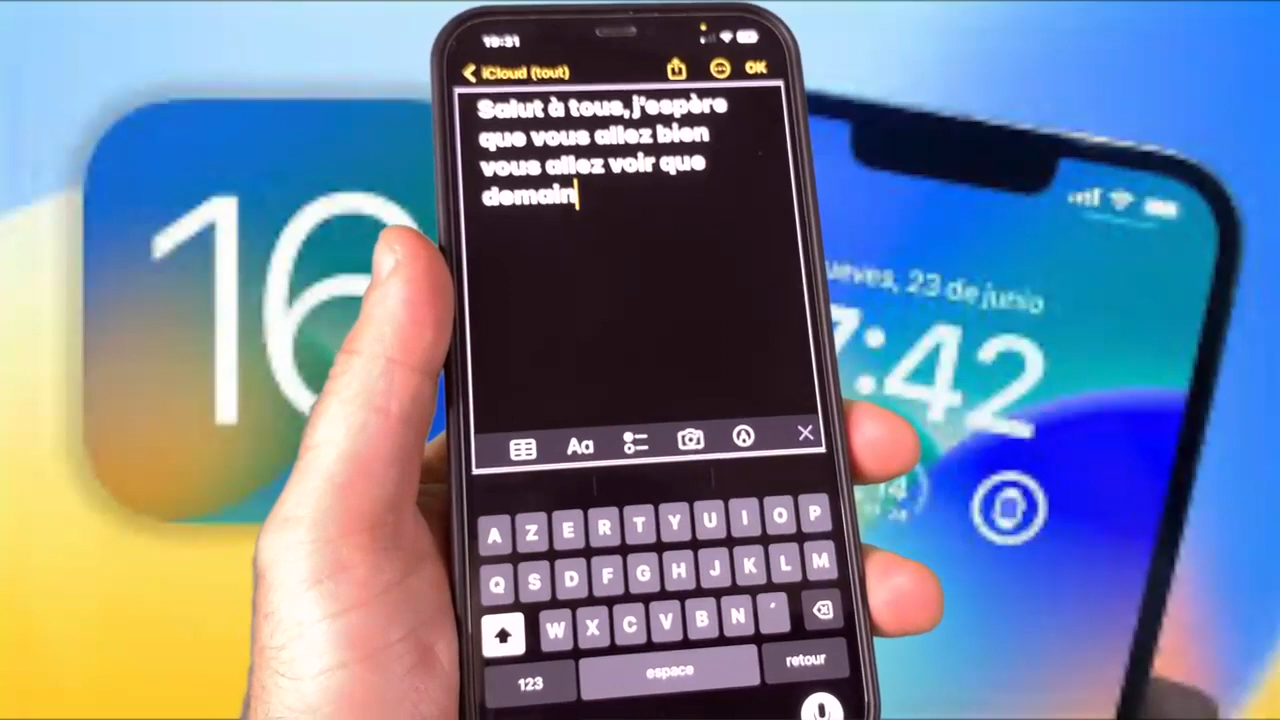 19:31
iCloud (tout)
OK
Salut à tous, j'espère
que vous allez bien
vous allez voir que
demain
Aa
A Z E R T Y U I O P
Q S D F G H J K L M
W X C V B N ´
123 espace retour
16
jueves, 23 de junio
7:42
14